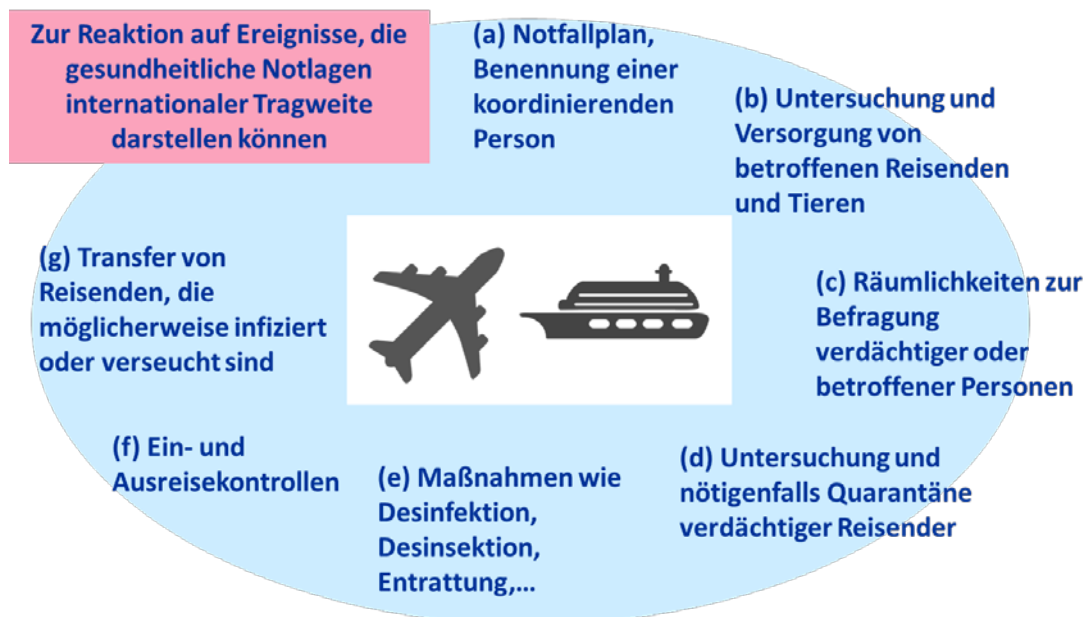 Zur Reaktion auf Ereignisse, die
gesundheitliche Notlagen
internationaler Tragweite
darstellen können
(a) Notfallplan,
Benennung einer
koordinierenden
Person
(b) Untersuchung und
Versorgung von
betroffenen Reisenden
und Tieren
(c) Räumlichkeiten zur
Befragung
verdächtiger oder
betroffener Personen
(d) Untersuchung und
nötigenfalls Quarantäne
verdächtiger Reisender
(e) Maßnahmen wie
Desinfektion,
Desinsektion,
Entrattung,...
(f) Ein- und
Ausreisekontrollen
(g) Transfer von
Reisenden, die
möglicherweise infiziert
oder verseucht sind